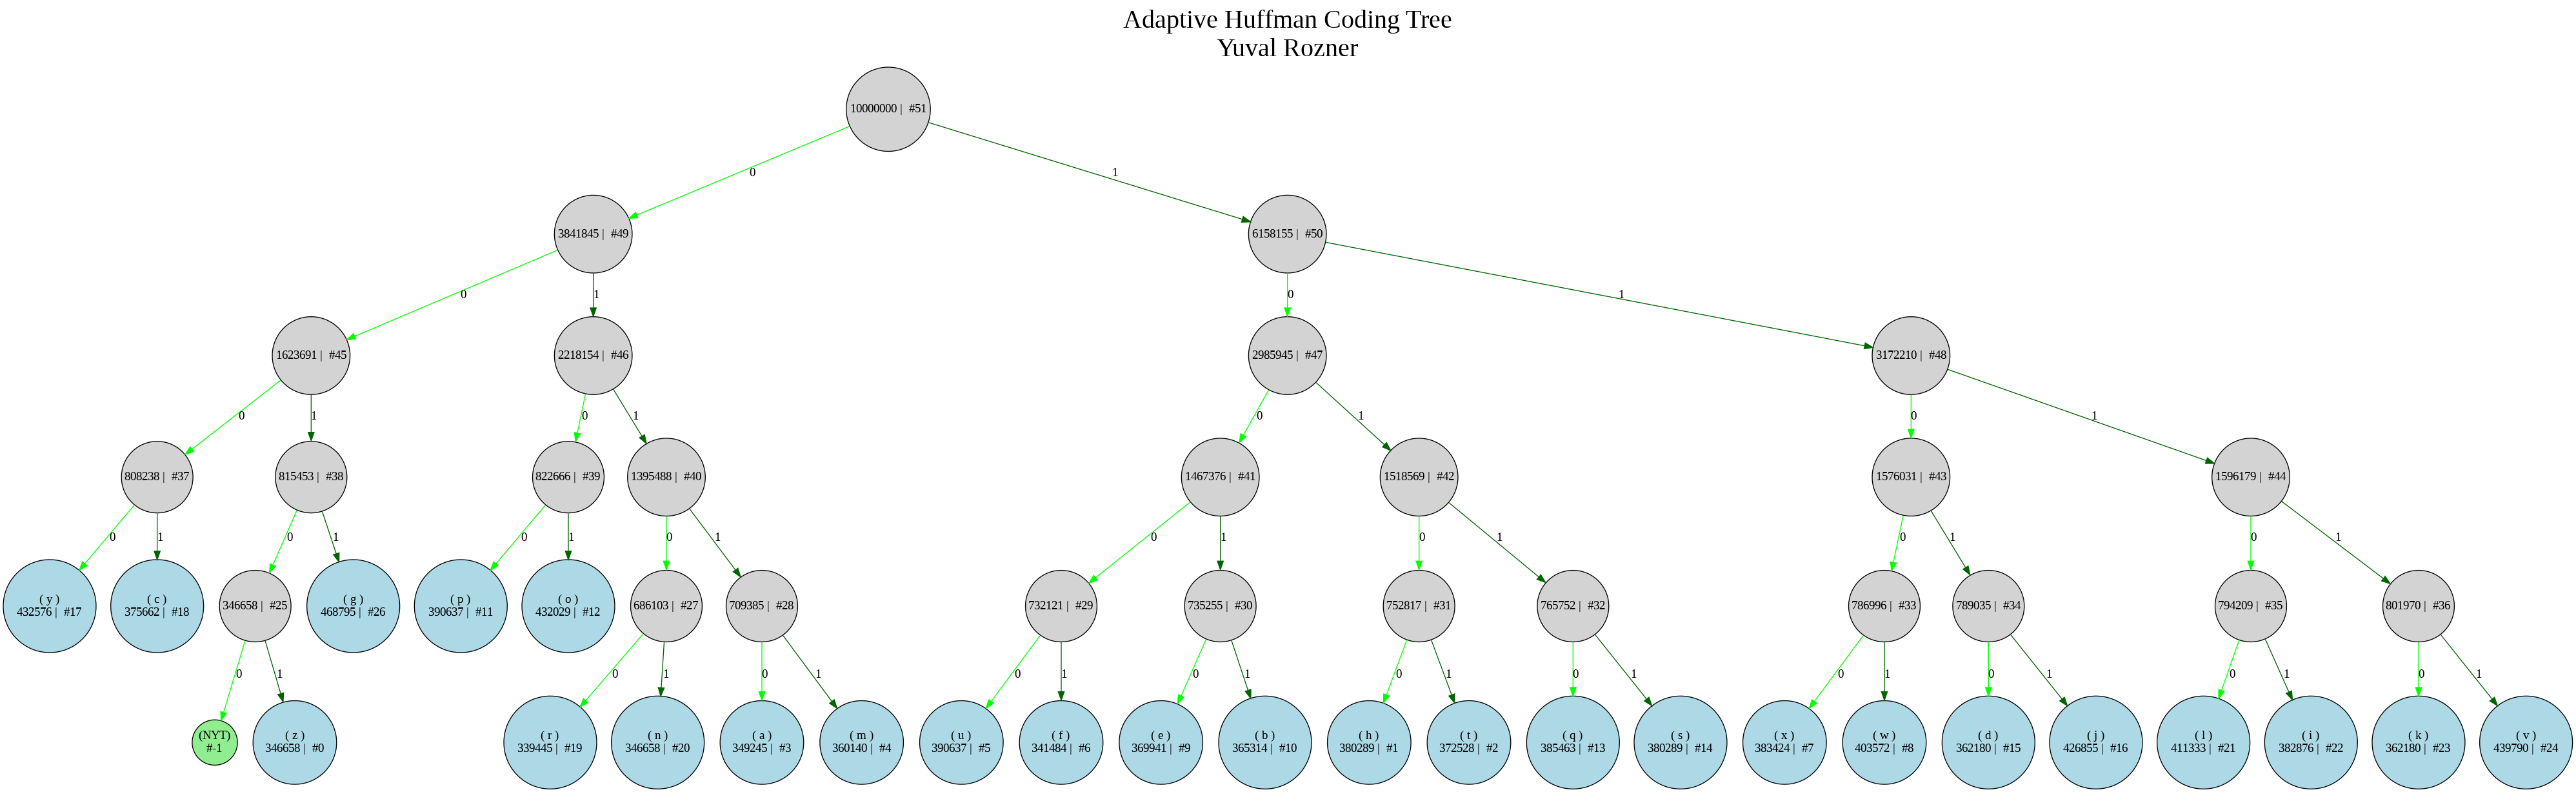 Adaptive Huffman Coding Tree
Yuval Rozner
10000000 | #51
0
1
3841845 | #49
6158155 | #50
0
1
0
1
1623691 | #45
2218154 | #46
2985945 | #47
3172210 | #48
0
1
0
1
0
1
0
1
808238 | #37
815453 | #38
822666 | #39
1395488 | #40
1467376 | #41
1518569 | #42
1576031 | #43
1596179 | #44
0
1
0
1
0
1
0
1
0
1
0
1
0
1
0
1
( y )
432576 | #17
( c )
375662 | #18
346658 | #25
( g )
468795 | #26
( p )
390637 | #11
( o )
432029 | #12
686103 | #27
709385 | #28
732121 | #29
735255 | #30
752817 | #31
765752 | #32
786996 | #33
789035 | #34
794209 | #35
801970 | #36
0
1
0
1
0
1
0
1
0
1
0
1
0
1
0
1
0
1
0
1
0
1
(NYT)
#-1
( z )
346658 | #0
( r )
339445 | #19
( n )
346658 | #20
( a )
349245 | #3
( m )
360140 | #4
( u )
390637 | #5
( f )
341484 | #6
( e )
369941 | #9
( b )
365314 | #10
( h )
380289 | #1
( t )
372528 | #2
( q )
385463 | #13
( s )
380289 | #14
( x )
383424 | #7
( w )
403572 | #8
( d )
362180 | #15
( j )
426855 | #16
( l )
411333 | #21
( i )
382876 | #22
( k )
362180 | #23
( v )
439790 | #24